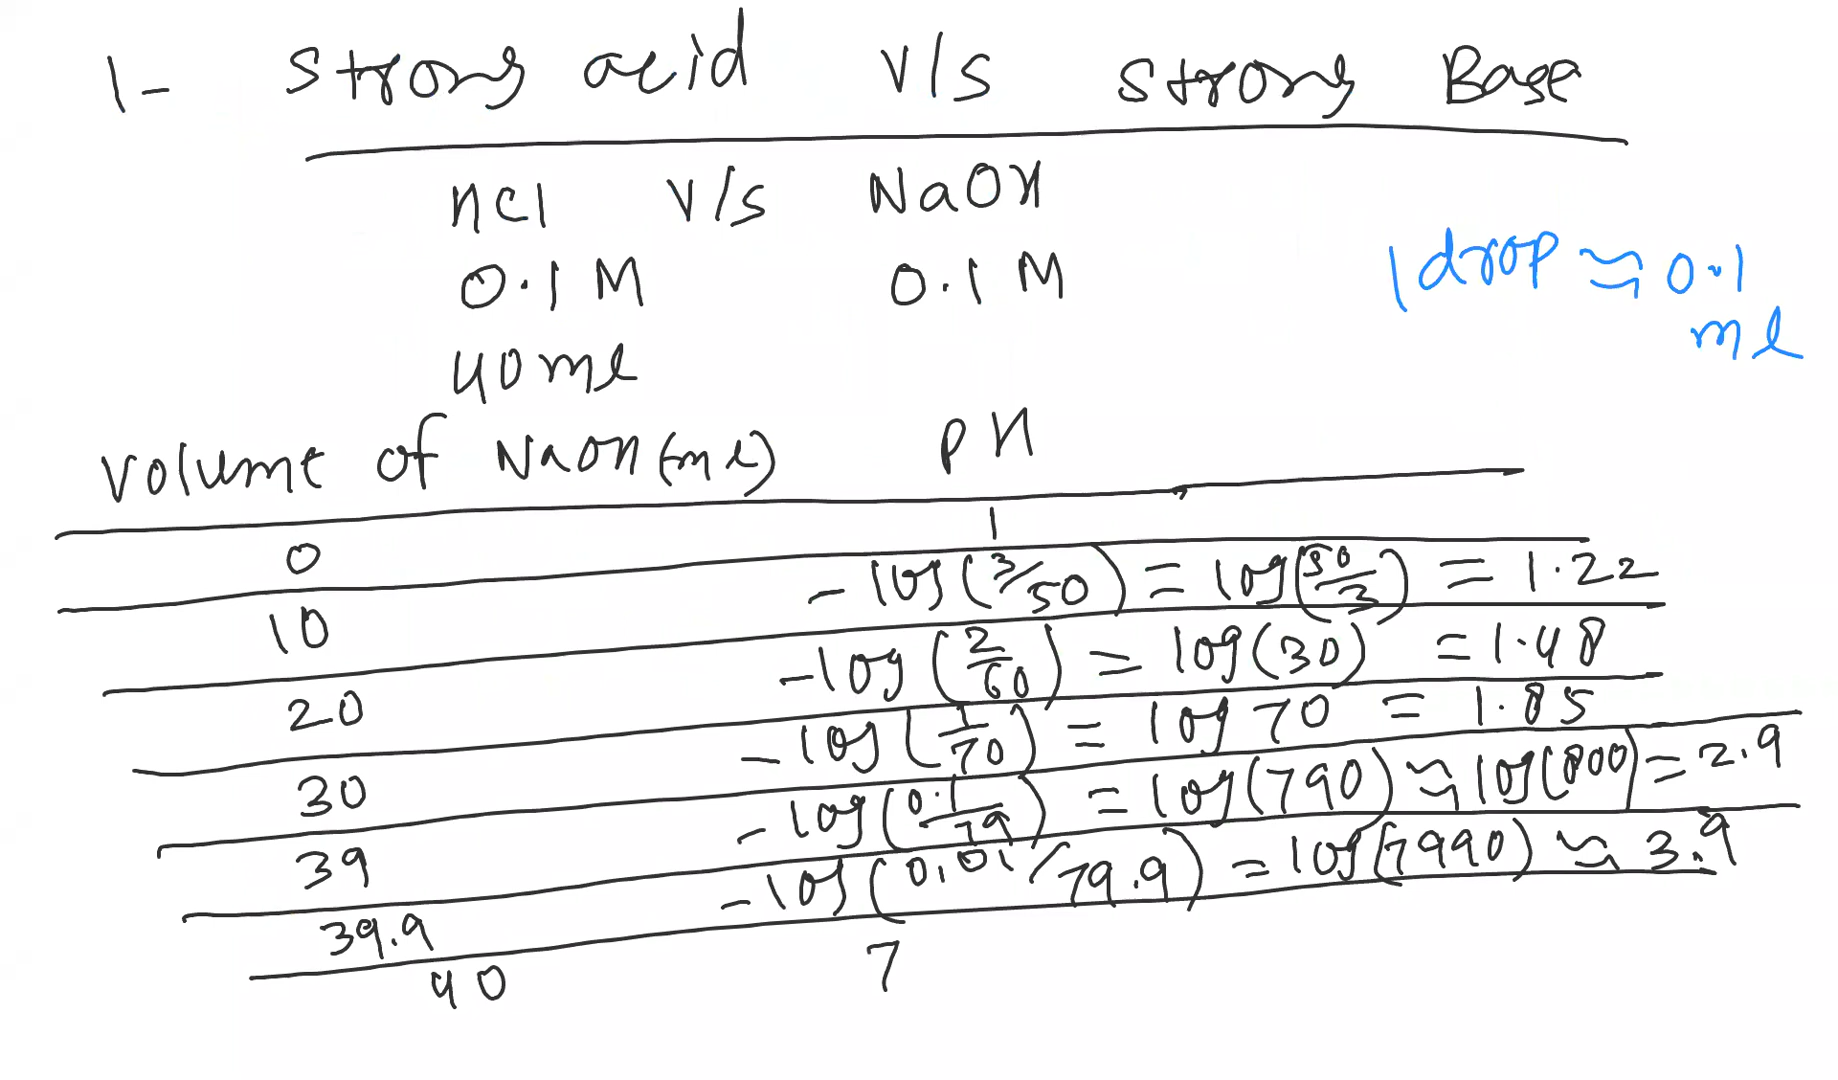 1- Strong acid v/s strong Base
HCl v/s NaOH
0.1 M 0.1 M
1 drop ≈ 0.1 ml
40 ml
volume of NaOH (ml) pH
0 1
10 - log (3/50) = log (50/3) = 1.22
20 - log (2/60) = log (30) = 1.48
30 - log (1/70) = log 70 = 1.85
39 - log (0.1/79) = log (790) ≈ log (800) = 2.9
39.9 - log (0.01/79.9) = log (7990) ≈ 3.9
40 7